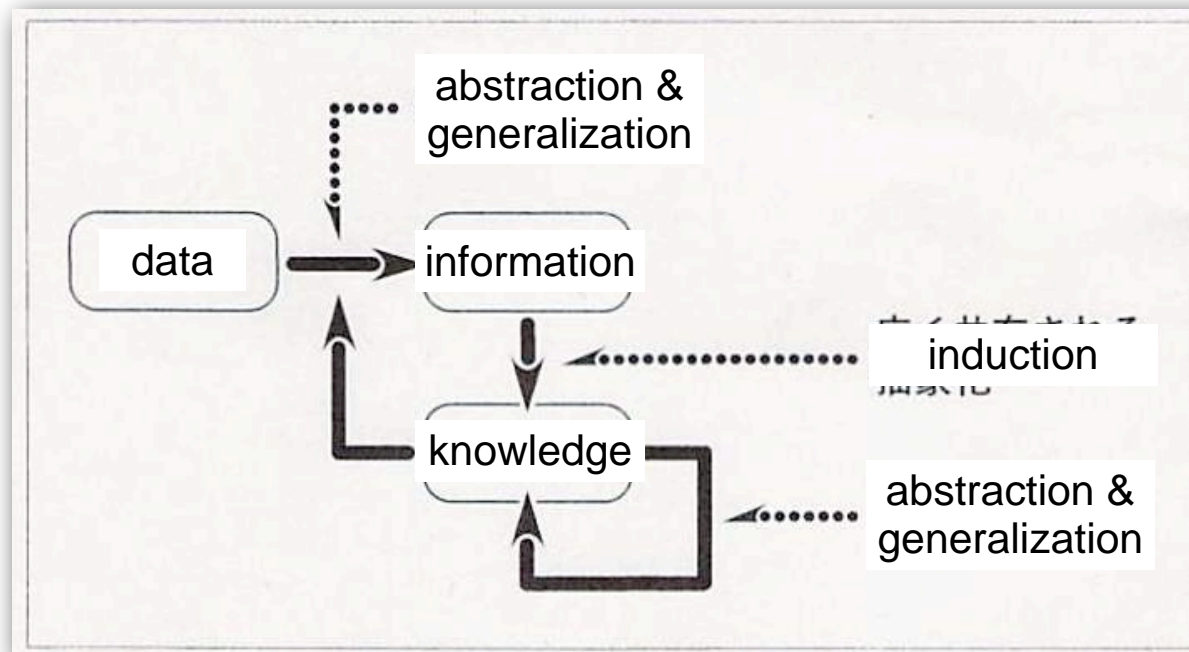 abstraction &
generalization
data
information
induction
knowledge
abstraction &
generalization